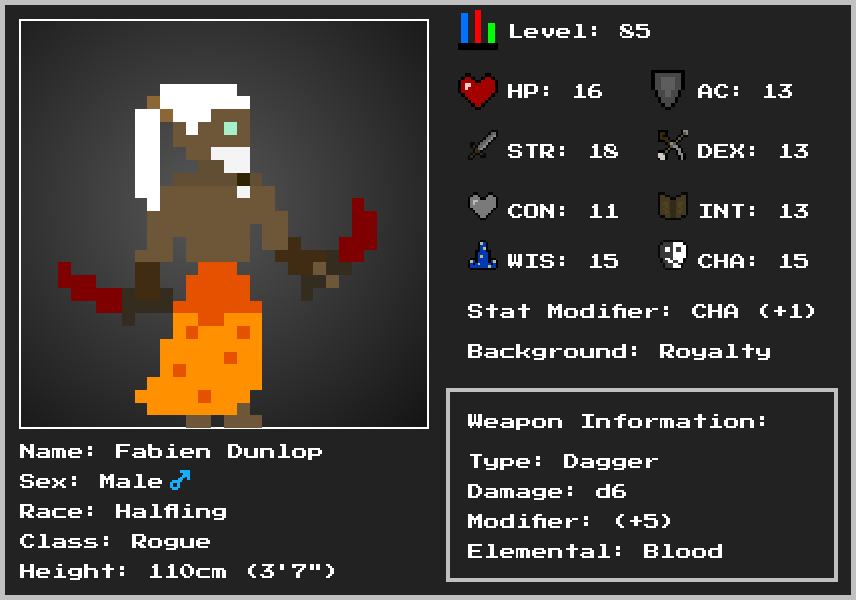 Level: 85
HP: 16 AC: 13
STR: 18 DEX: 13
CON: 11 INT: 13
WIS: 15 CHA: 15
Stat Modifier: CHA (+1)
Background: Royalty
Weapon Information:
Type: Dagger
Damage: d6
Modifier: (+5)
Elemental: Blood
Name: Fabien Dunlop
Sex: Male ♂
Race: Halfling
Class: Rogue
Height: 110cm (3'7")